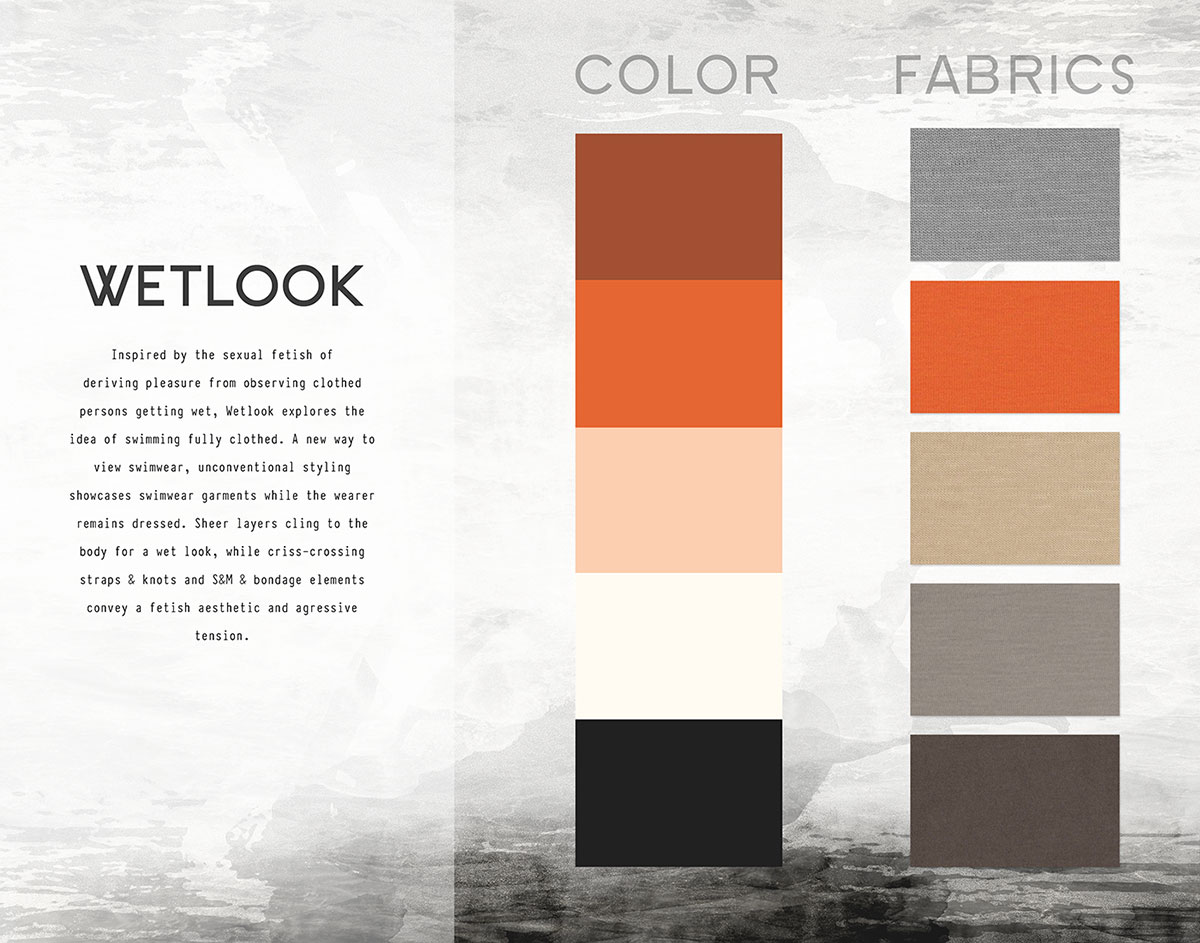 COLOR
FABRICS
WETLOOK
Inspired by the sexual fetish of
deriving pleasure from observing clothed
persons getting wet, Wetlook explores the
idea of swimming fully clothed. A new way to
view swimwear, unconventional styling
showcases swimwear garments while the wearer
remains dressed. Sheer layers cling to the
body for a wet look, while criss-crossing
straps & knots and S&M & bondage elements
convey a fetish aesthetic and agressive
tension.